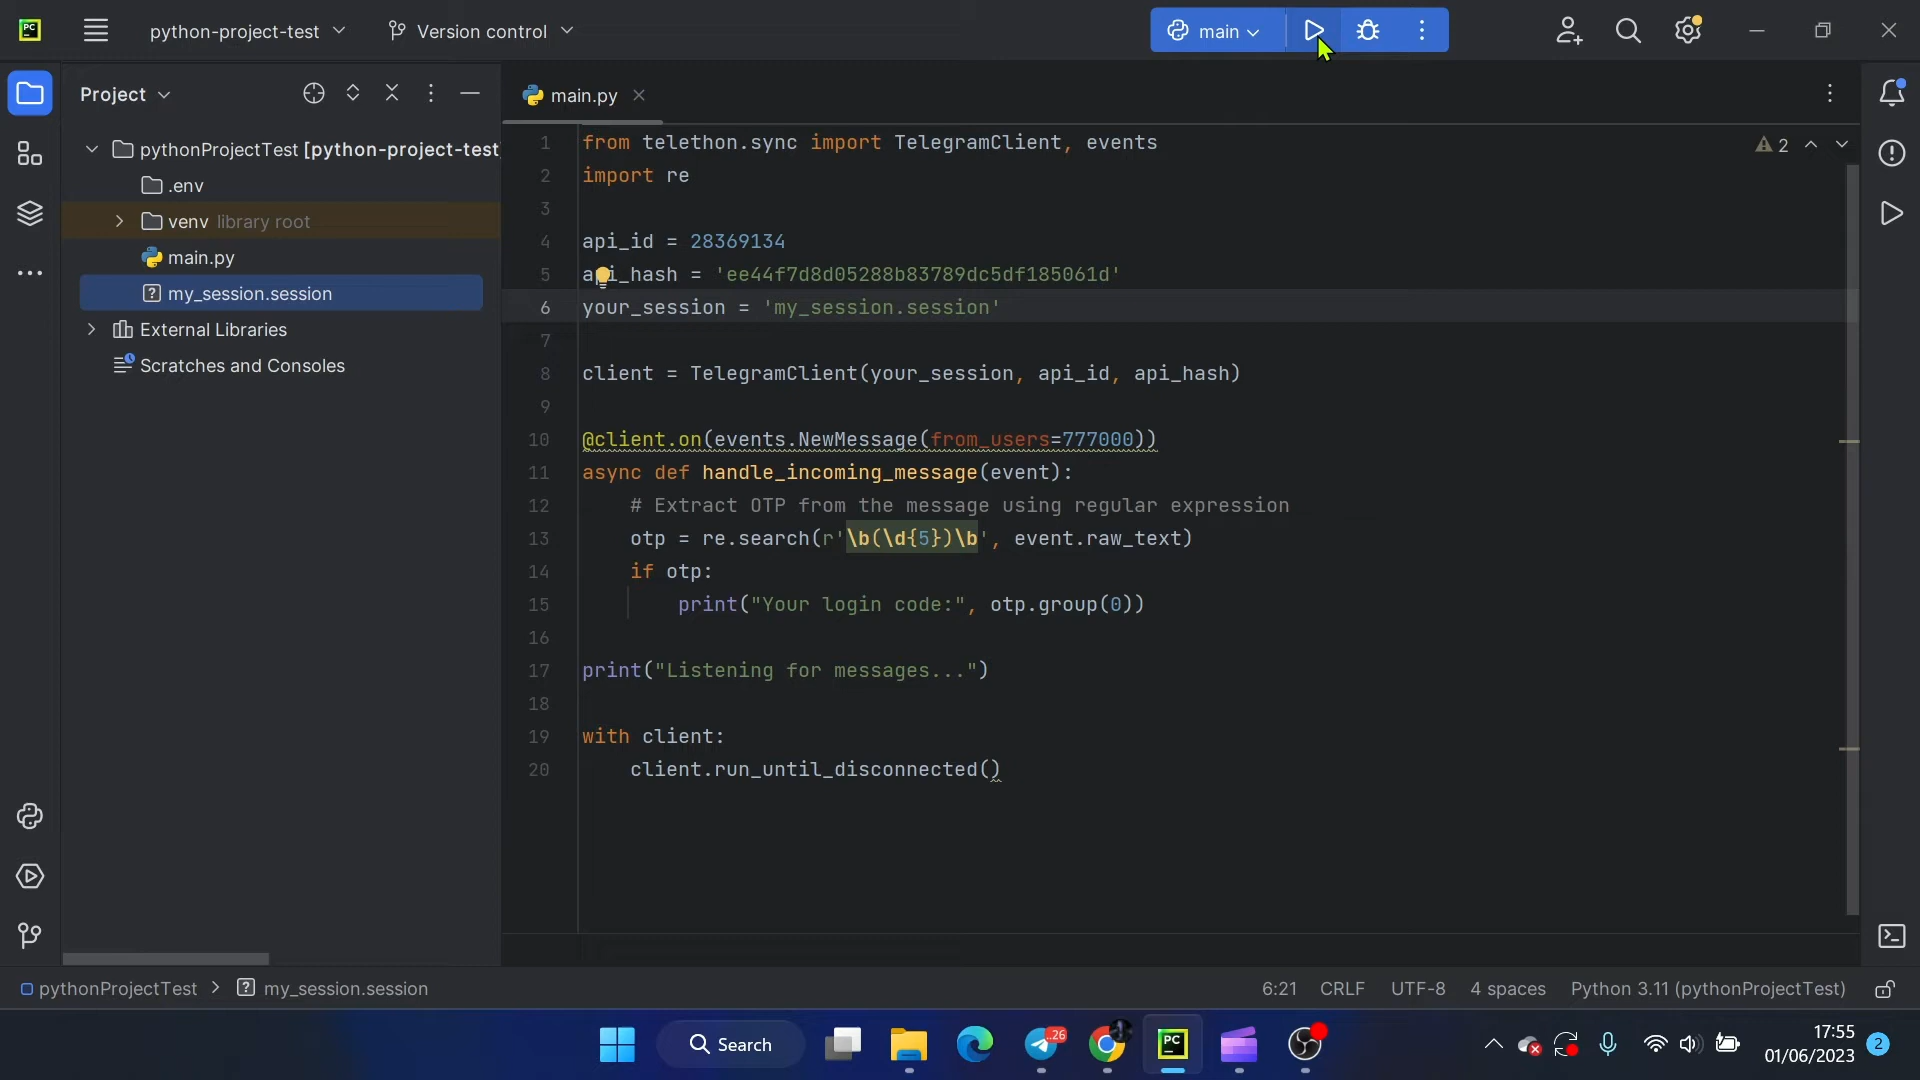 PC
python-project-test
Version control
main
Project
main.py
pythonProjectTest [python-project-test
.env
venv library root
main.py
my_session.session
External Libraries
Scratches and Consoles
2
1 from telethon.sync import TelegramClient, events
2 import re
3
4 api_id = 28369134
5 api_hash = 'ee44f7d8d05288b83789dc5df185061d'
6 your_session = 'my_session.session'
7
8 client = TelegramClient(your_session, api_id, api_hash)
9
10 @client.on(events.NewMessage(from_users=777000))
11 async def handle_incoming_message(event):
12 # Extract OTP from the message using regular expression
13 otp = re.search(r'\b(\d{5})\b', event.raw_text)
14 if otp:
15 print("Your login code:", otp.group(0))
16
17 print("Listening for messages...")
18
19 with client:
20 client.run_until_disconnected()
pythonProjectTest > my_session.session
6:21 CRLF UTF-8 4 spaces Python 3.11 (pythonProjectTest)
Search
..26
PC
17:55
01/06/2023
2